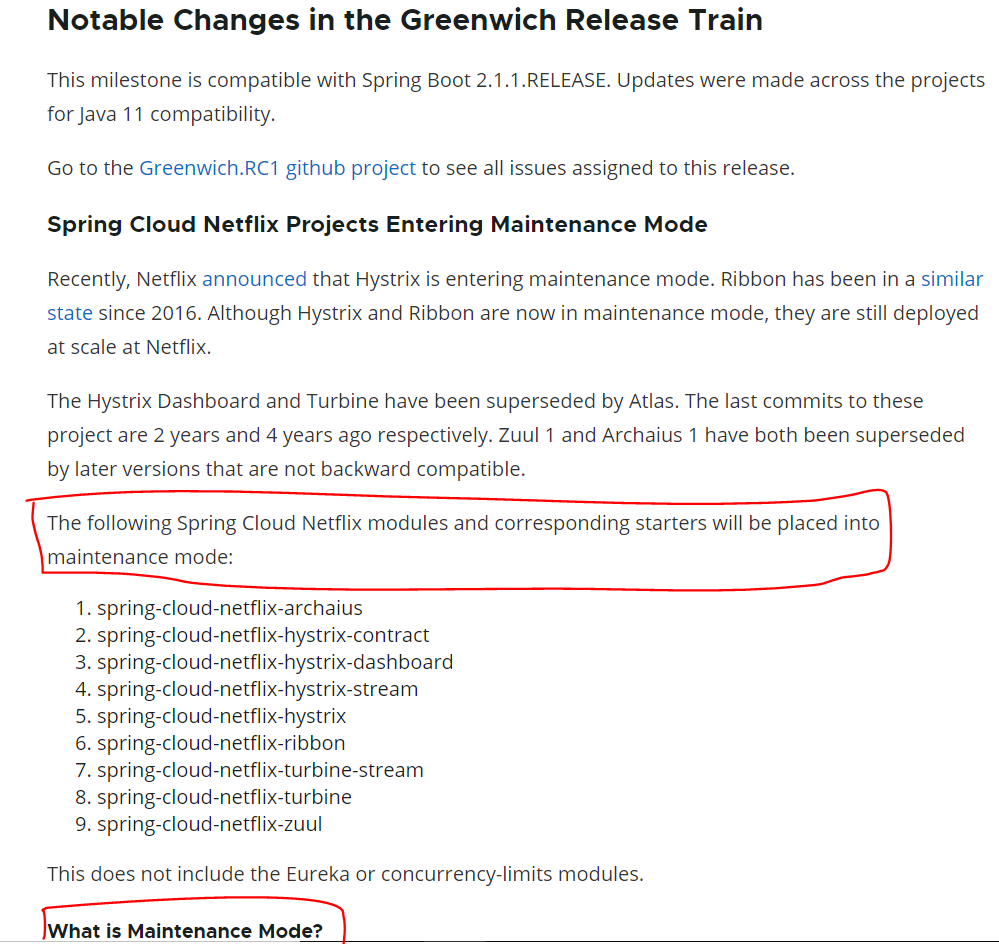 Notable Changes in the Greenwich Release Train
This milestone is compatible with Spring Boot 2.1.1.RELEASE. Updates were made across the projects
for Java 11 compatibility.
Go to the Greenwich.RC1 github project to see all issues assigned to this release.
Spring Cloud Netflix Projects Entering Maintenance Mode
Recently, Netflix announced that Hystrix is entering maintenance mode. Ribbon has been in a similar
state since 2016. Although Hystrix and Ribbon are now in maintenance mode, they are still deployed
at scale at Netflix.
The Hystrix Dashboard and Turbine have been superseded by Atlas. The last commits to these
project are 2 years and 4 years ago respectively. Zuul 1 and Archaius 1 have both been superseded
by later versions that are not backward compatible.
The following Spring Cloud Netflix modules and corresponding starters will be placed into
maintenance mode:
1. spring-cloud-netflix-archaius
2. spring-cloud-netflix-hystrix-contract
3. spring-cloud-netflix-hystrix-dashboard
4. spring-cloud-netflix-hystrix-stream
5. spring-cloud-netflix-hystrix
6. spring-cloud-netflix-ribbon
7. spring-cloud-netflix-turbine-stream
8. spring-cloud-netflix-turbine
9. spring-cloud-netflix-zuul
This does not include the Eureka or concurrency-limits modules.
What is Maintenance Mode?